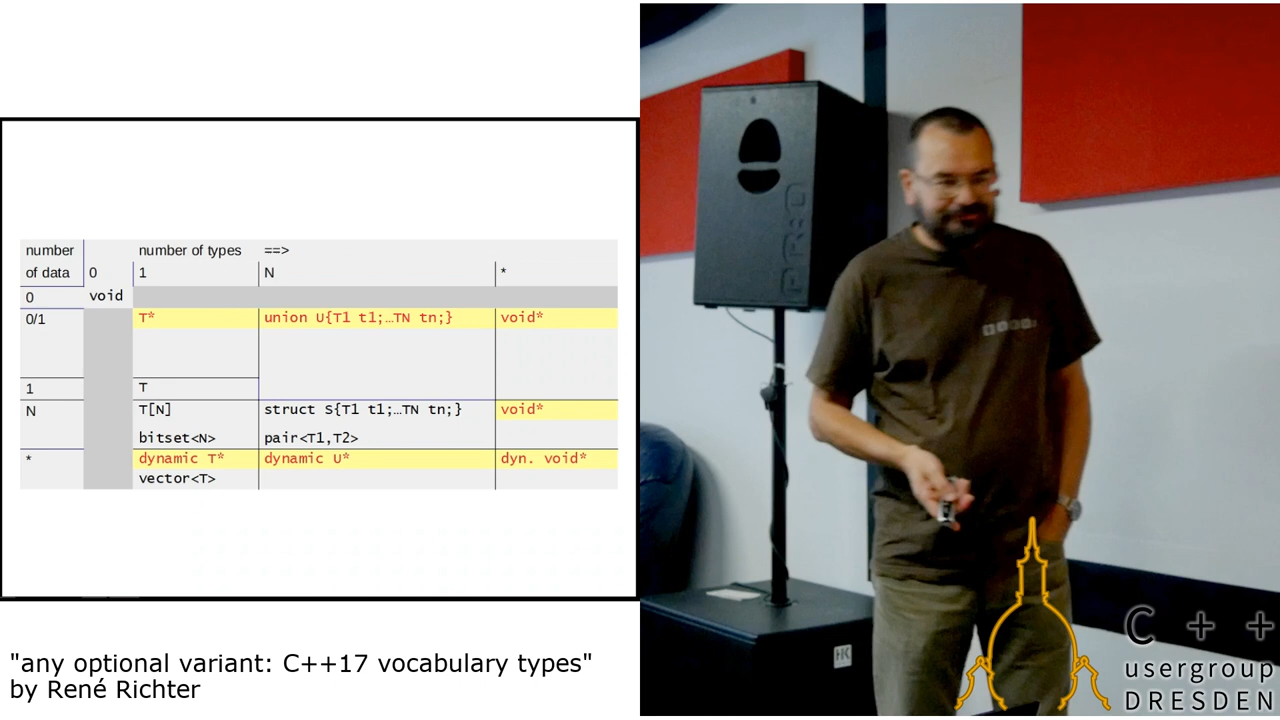 number number of types ==>
of data 0 1 N *
0 void
0/1 T* union U{T1 t1;…TN tn;} void*
1 T
N T[N] struct S{T1 t1;…TN tn;} void*
bitset<N> pair<T1,T2>
* dynamic T* dynamic U* dyn. void*
vector<T>
"any optional variant: C++17 vocabulary types"
by René Richter
PRO
HK
C++
usergroup
DRESDEN